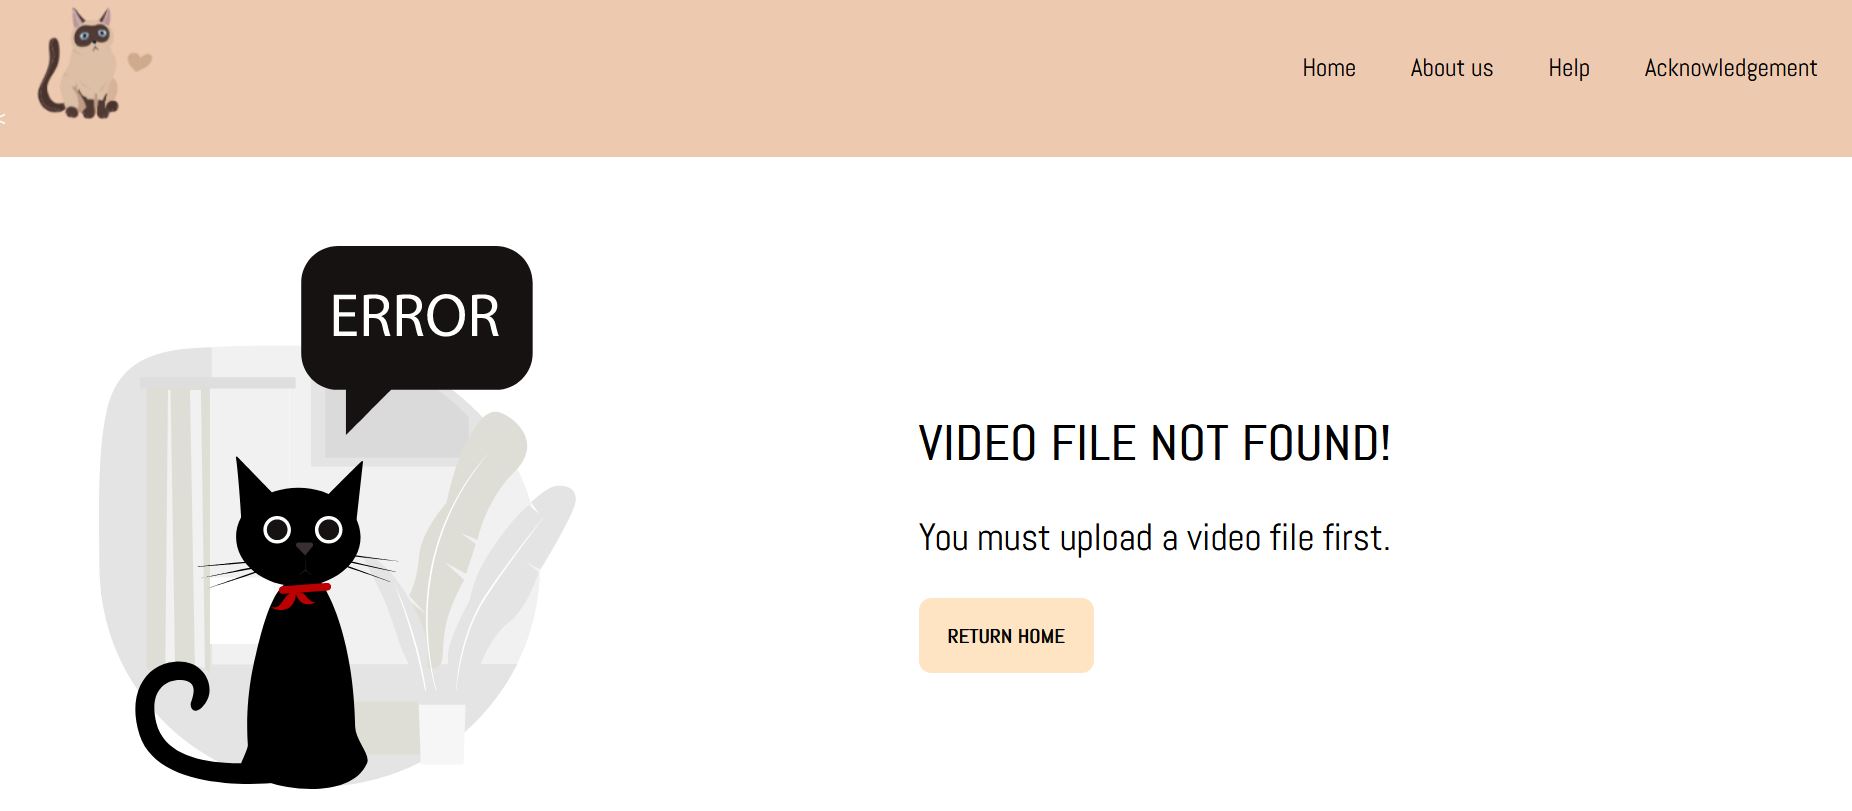 Home About us Help Acknowledgement
<
ERROR
VIDEO FILE NOT FOUND!
You must upload a video file first.
RETURN HOME